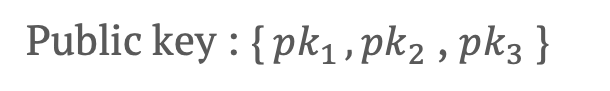 Public key : { pk₁ , pk₂ , pk₃ }